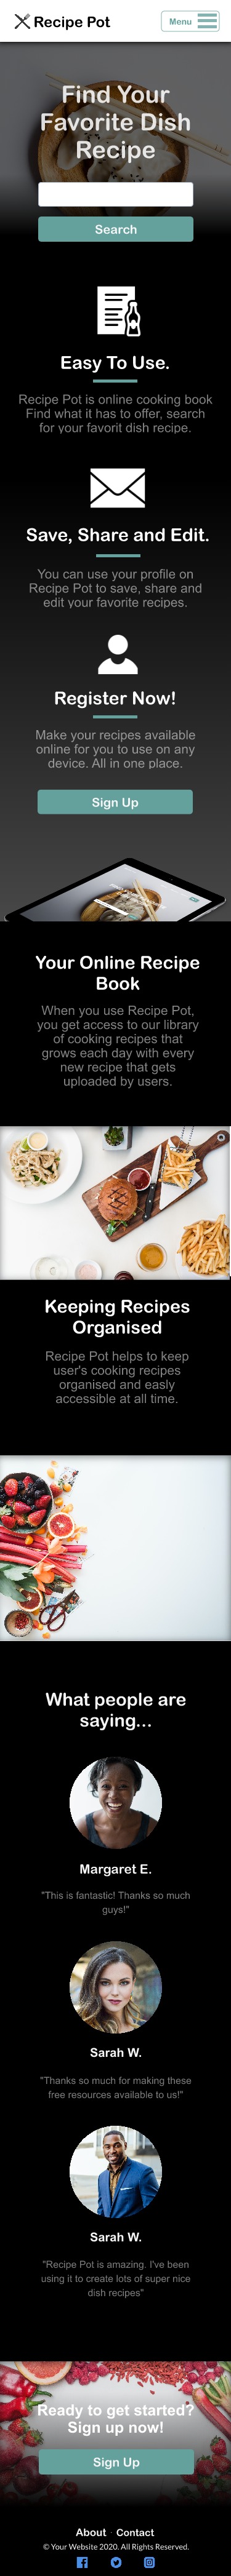 Recipe Pot
Menu
Find Your
Favorite Dish
Recipe
Search
Easy To Use.
Recipe Pot is online cooking book
Find what it has to offer, search
for your favorit dish recipe.
Save, Share and Edit.
You can use your profile on
Recipe Pot to save, share and
edit your favorite recipes.
Register Now!
Make your recipes available
online for you to use on any
device. All in one place.
Sign Up
Your Online Recipe
Book
When you use Recipe Pot,
you get access to our library
of cooking recipes that
grows each day with every
new recipe that gets
uploaded by users.
Keeping Recipes
Organised
Recipe Pot helps to keep
user's cooking recipes
organised and easly
accessible at all time.
What people are
saying...
Margaret E.
"This is fantastic! Thanks so much
guys!"
Sarah W.
"Thanks so much for making these
free resources available to us!"
Sarah W.
"Recipe Pot is amazing. I've been
using it to create lots of super nice
dish recipes"
Ready to get started?
Sign up now!
Sign Up
About · Contact
© Your Website 2020. All Rights Reserved.